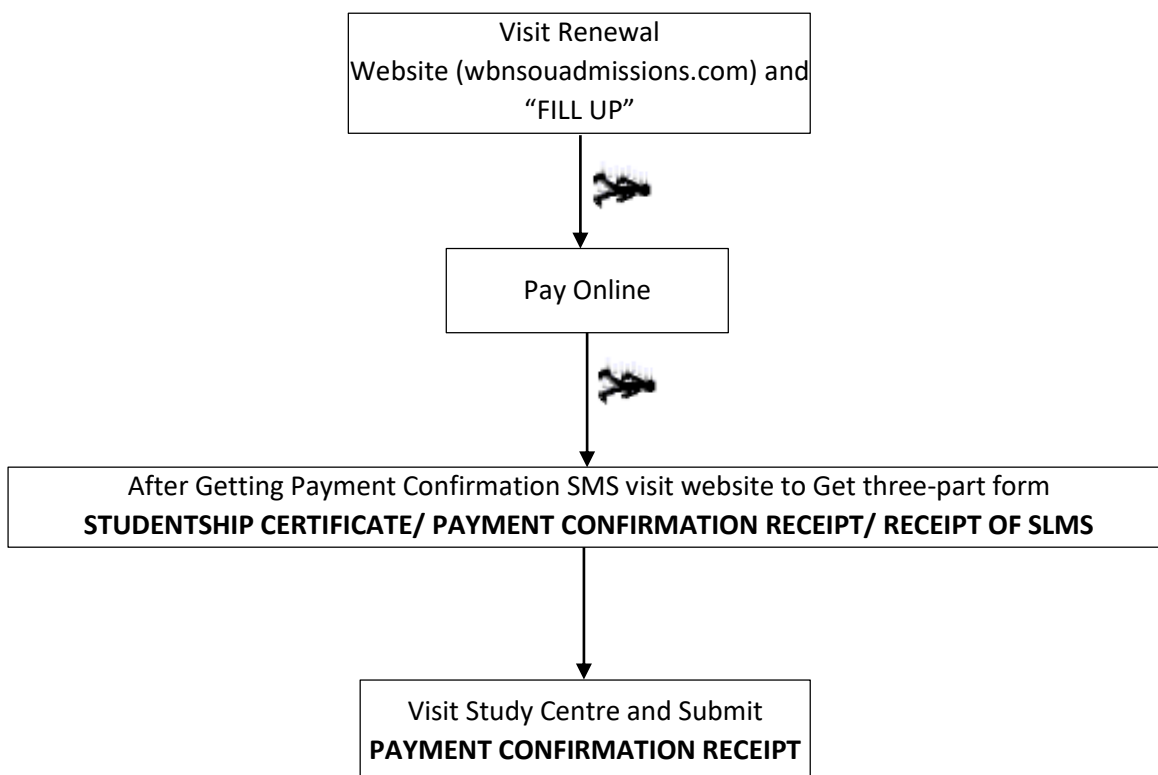 Visit Renewal
Website (wbnsouadmissions.com) and
“FILL UP”
Pay Online
After Getting Payment Confirmation SMS visit website to Get three-part form
STUDENTSHIP CERTIFICATE/ PAYMENT CONFIRMATION RECEIPT/ RECEIPT OF SLMS
Visit Study Centre and Submit
PAYMENT CONFIRMATION RECEIPT